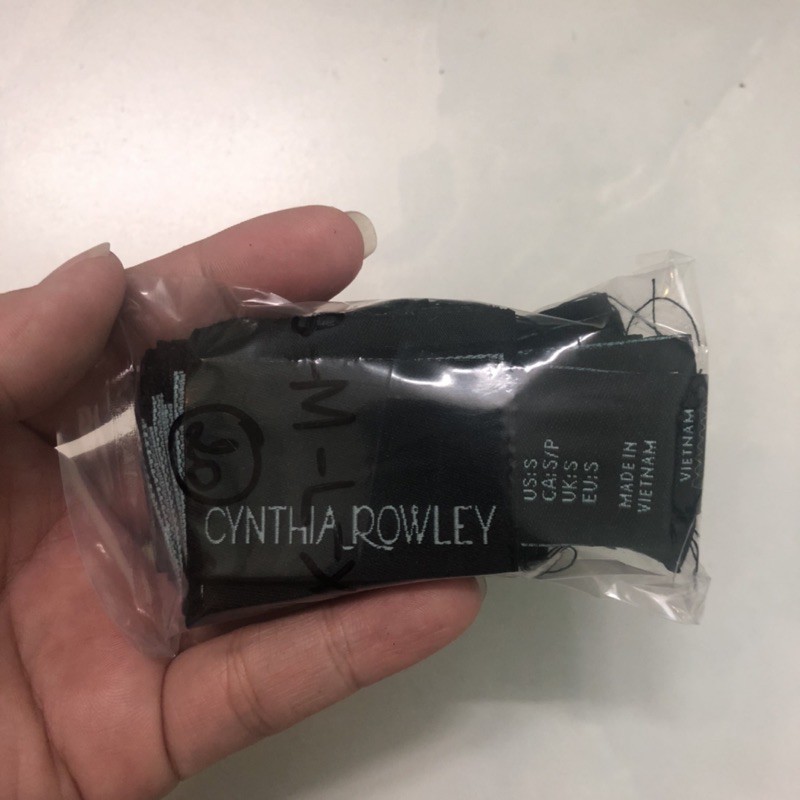 CYNTHIA ROWLEY
US:S
CA:S/P
UK:S
EU:S
MADE IN
VIETNAM
VIETNAM
-M-L-